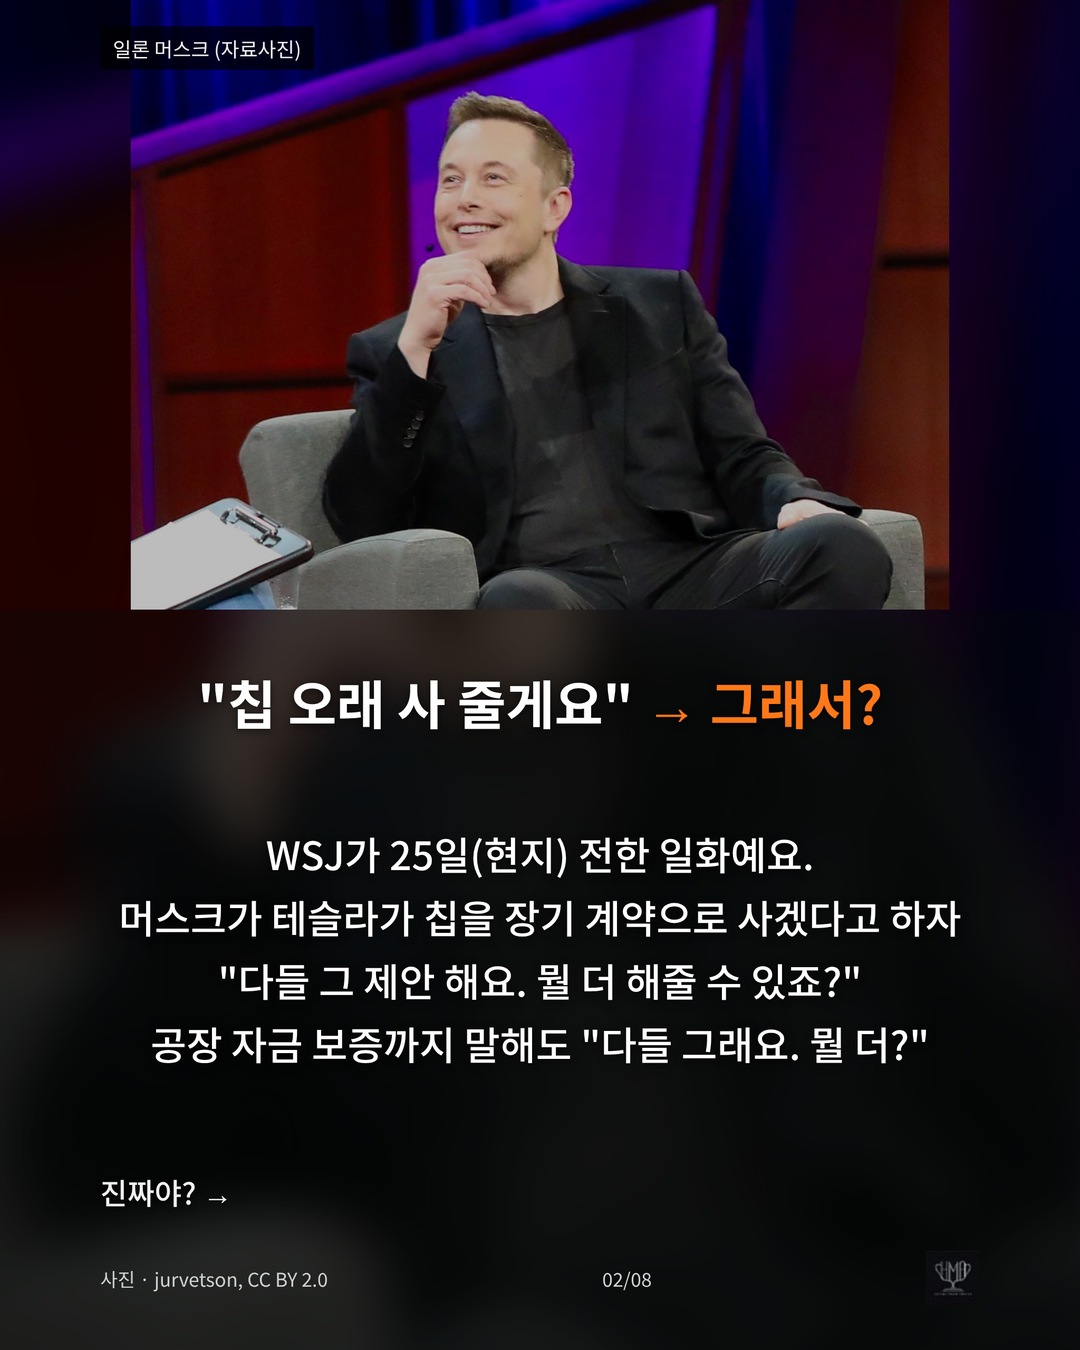 일론 머스크 (자료사진)
"칩 오래 사 줄게요" → 그래서?
WSJ가 25일(현지) 전한 일화예요.
머스크가 테슬라가 칩을 장기 계약으로 사겠다고 하자
"다들 그 제안 해요. 뭘 더 해줄 수 있죠?"
공장 자금 보증까지 말해도 "다들 그래요. 뭘 더?"
진짜야? →
사진 · jurvetson, CC BY 2.0
02/08